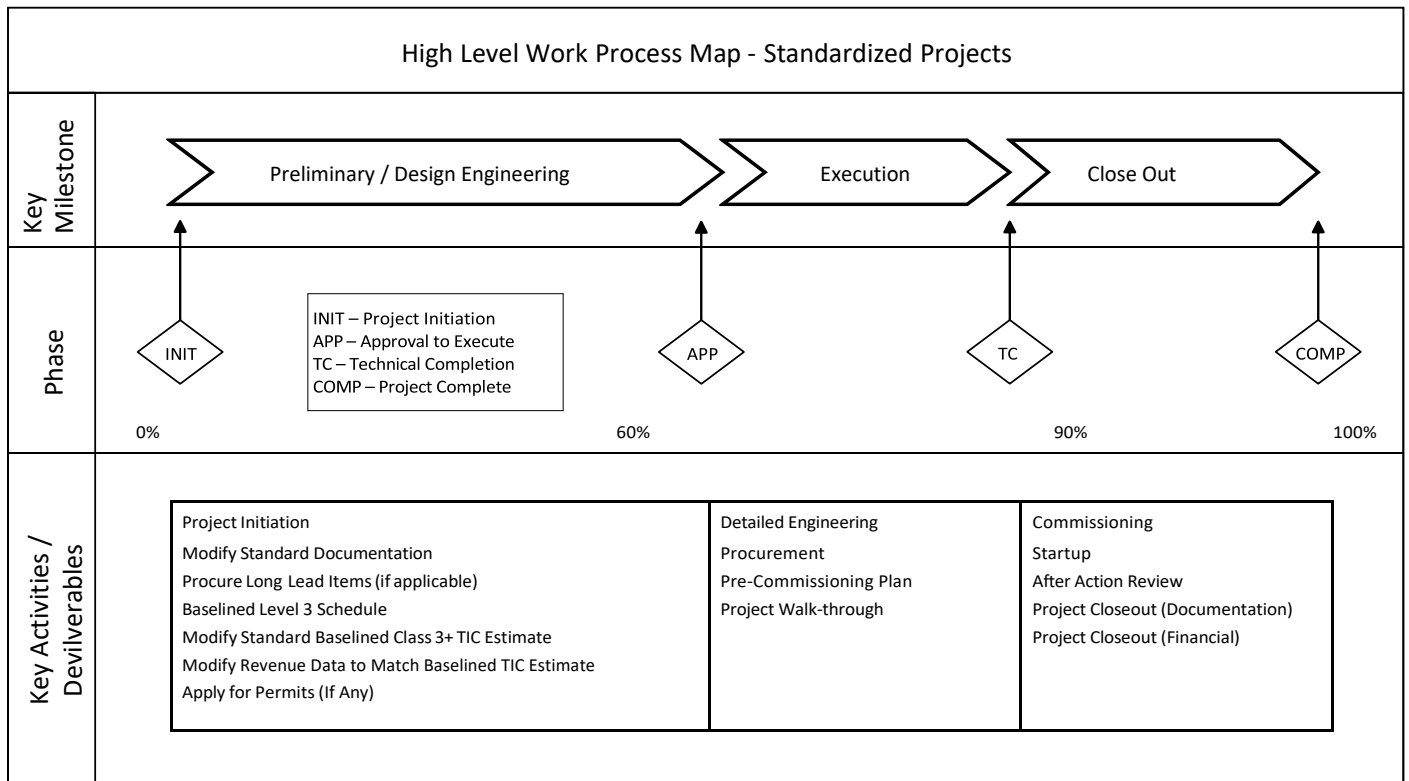 High Level Work Process Map - Standardized Projects
Key
Milestone
Preliminary / Design Engineering
Execution
Close Out
Phase
INIT
INIT – Project Initiation
APP – Approval to Execute
TC – Technical Completion
COMP – Project Complete
APP
TC
COMP
0%
60%
90%
100%
Key Activities /
Devilverables
Project Initiation
Modify Standard Documentation
Procure Long Lead Items (if applicable)
Baselined Level 3 Schedule
Modify Standard Baselined Class 3+ TIC Estimate
Modify Revenue Data to Match Baselined TIC Estimate
Apply for Permits (If Any)
Detailed Engineering
Procurement
Pre-Commissioning Plan
Project Walk-through
Commissioning
Startup
After Action Review
Project Closeout (Documentation)
Project Closeout (Financial)